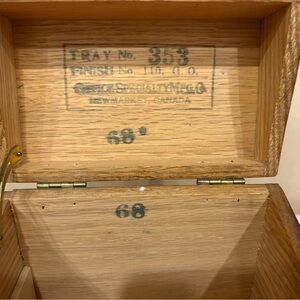 TRAY No. 353
FINISH No. 110, G. O.
OFFICE SPECIALTY MFG. Co
NEWMARKET, CANADA
68
68